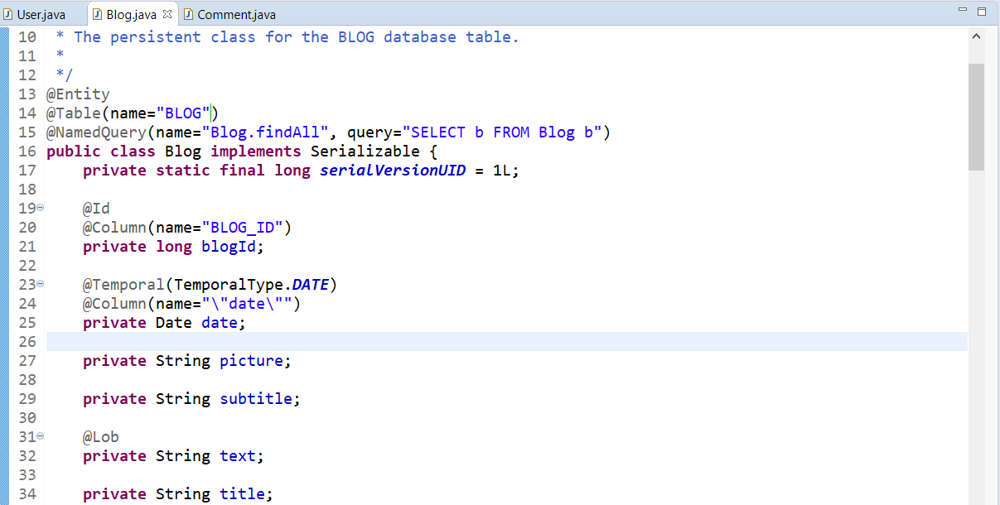 User.java Blog.java Comment.java
10 * The persistent class for the BLOG database table.
11 *
12 */
13 @Entity
14 @Table(name="BLOG")
15 @NamedQuery(name="Blog.findAll", query="SELECT b FROM Blog b")
16 public class Blog implements Serializable {
17 private static final long serialVersionUID = 1L;
18
19 @Id
20 @Column(name="BLOG_ID")
21 private long blogId;
22
23 @Temporal(TemporalType.DATE)
24 @Column(name="\"date\"")
25 private Date date;
26
27 private String picture;
28
29 private String subtitle;
30
31 @Lob
32 private String text;
33
34 private String title;